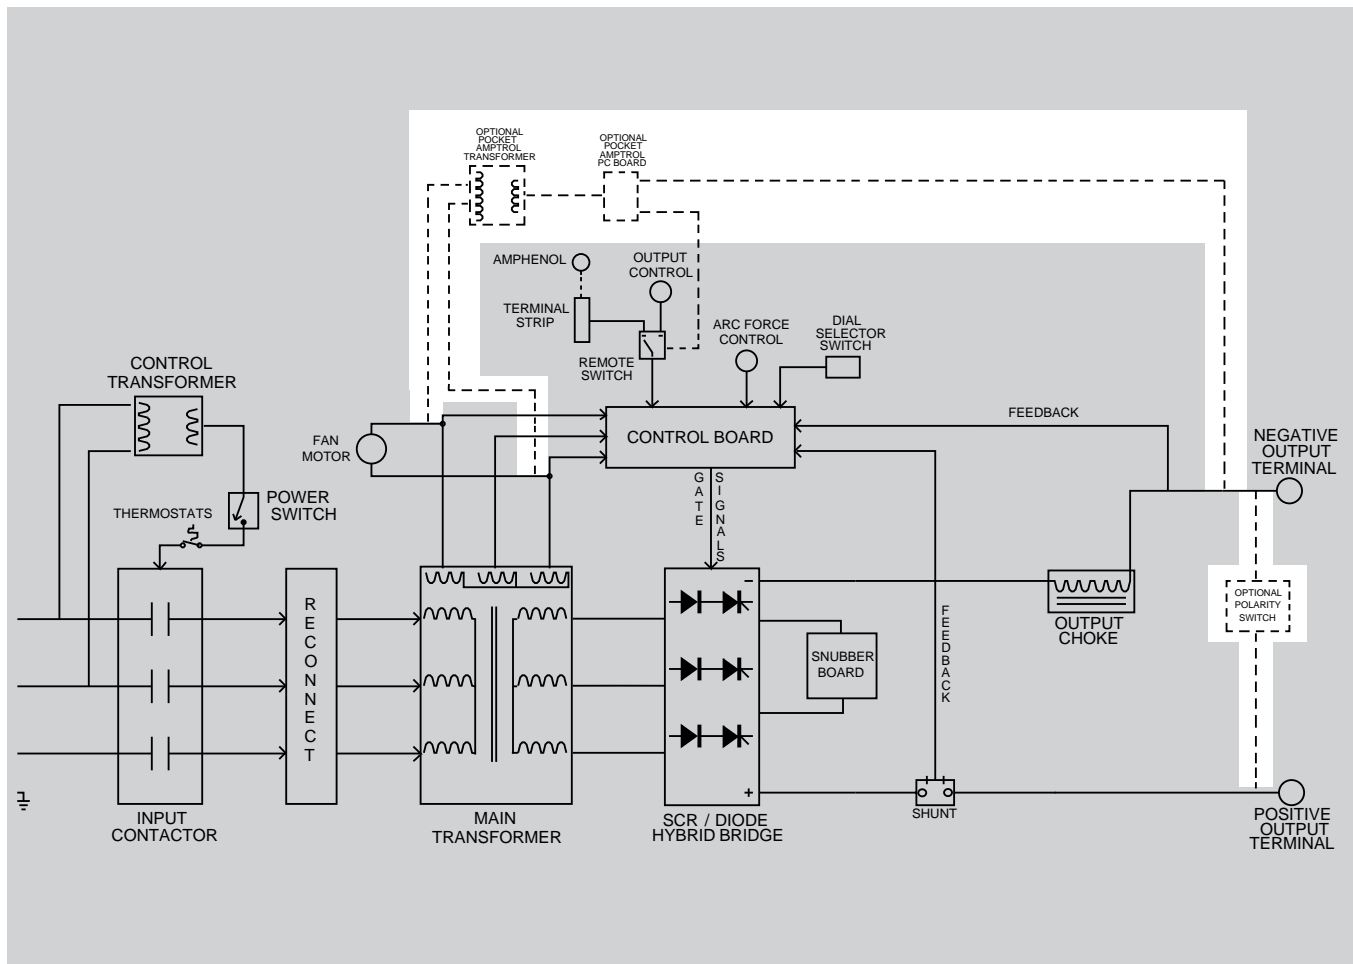 OPTIONAL
POCKET
AMPTROL
TRANSFORMER
OPTIONAL
POCKET
AMPTROL
PC BOARD
AMPHENOL
OUTPUT
CONTROL
TERMINAL
STRIP
REMOTE
SWITCH
ARC FORCE
CONTROL
DIAL
SELECTOR
SWITCH
CONTROL
TRANSFORMER
FAN
MOTOR
CONTROL BOARD
FEEDBACK
NEGATIVE
OUTPUT
TERMINAL
POWER
SWITCH
THERMOSTATS
GATE
SIGNALS
RECONNECT
−
+
SNUBBER
BOARD
FEEDBACK
OUTPUT
CHOKE
OPTIONAL
POLARITY
SWITCH
INPUT
CONTACTOR
MAIN
TRANSFORMER
SCR / DIODE
HYBRID BRIDGE
SHUNT
POSITIVE
OUTPUT
TERMINAL